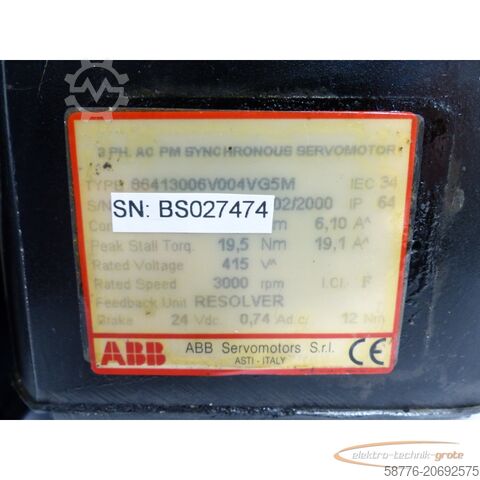 3 PH. AC PM SYNCHRONOUS SERVOMOTOR
TYPE 86413006V004VG5M IEC 34
S/N 02/2000 IP 64
SN: BS027474
Con m 6,10 A^
Peak Stall Torq. 19,5 Nm 19,1 A^
Rated Voltage 415 V^
Rated Speed 3000 rpm I.Cl. F
Feedback Unit RESOLVER
Brake 24 Vdc 0,74 Adc/ 12 Nm
ABB ABB Servomotors S.r.l. CE
ASTI - ITALY
elektro-technik-grote
58776-20692575